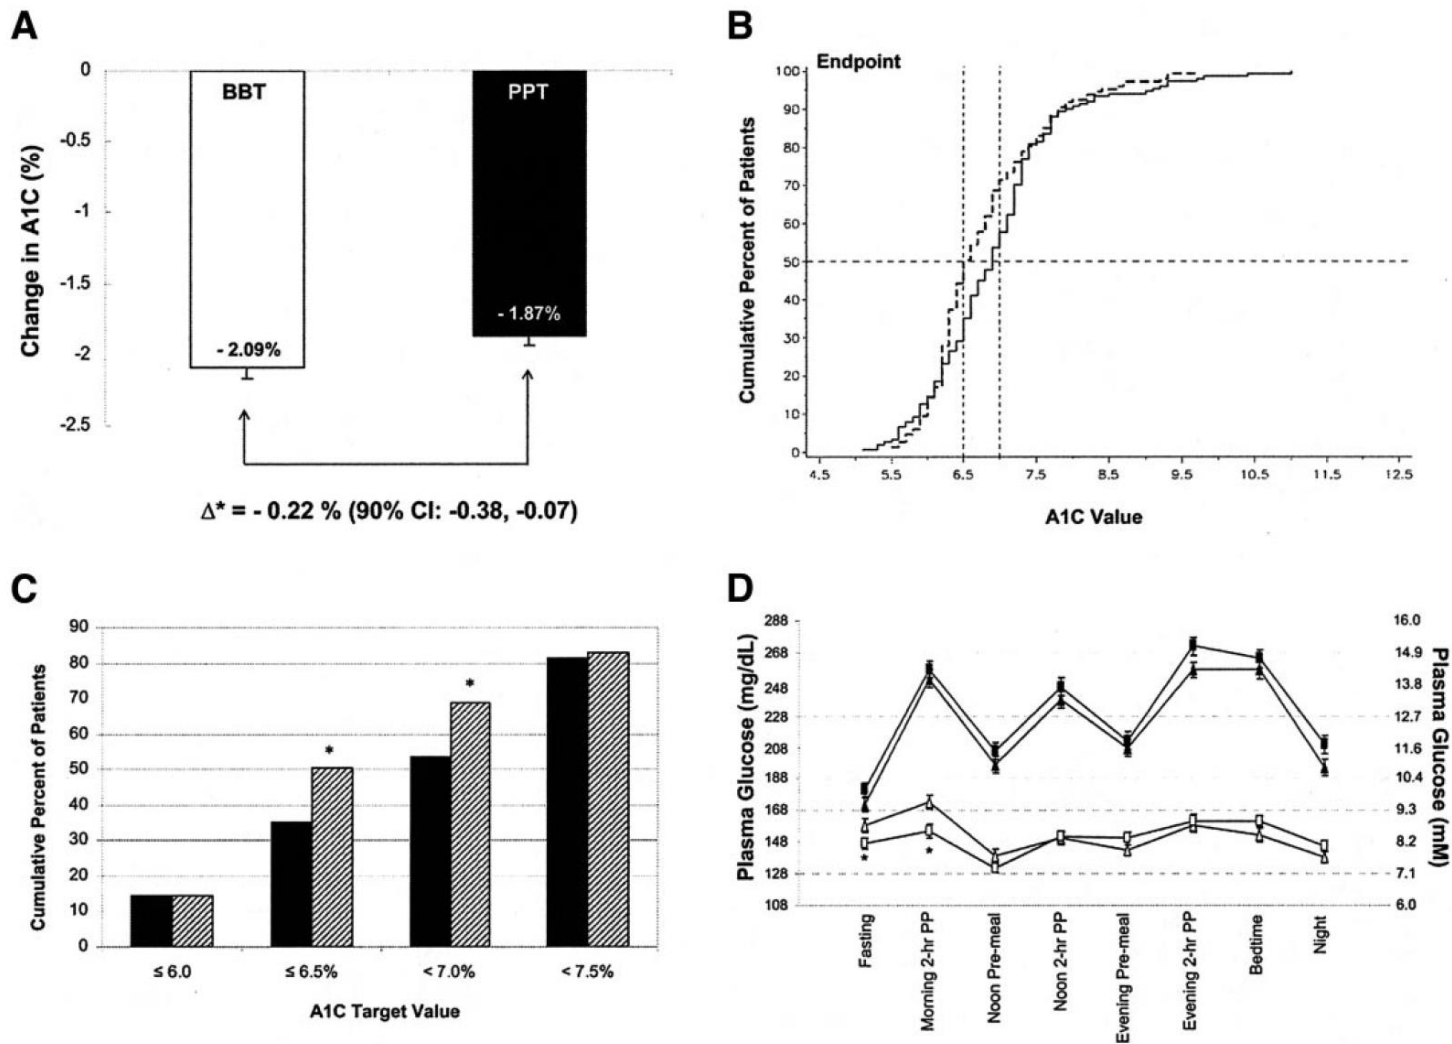 A
0
-0.5
-1
-1.5
-2
-2.5
Change in A1C (%)
BBT
PPT
- 2.09%
- 1.87%
Δ* = - 0.22 % (90% CI: -0.38, -0.07)
B
Endpoint
100
90
80
70
60
50
40
30
20
10
0
Cumulative Percent of Patients
4.5 5.5 6.5 7.5 8.5 9.5 10.5 11.5 12.5
A1C Value
C
90
80
70
60
50
40
30
20
10
0
Cumulative Percent of Patients
*
*
≤ 6.0 ≤ 6.5% < 7.0% < 7.5%
A1C Target Value
D
288
268
248
228
208
188
168
148
128
108
Plasma Glucose (mg/dL)
16.0
14.9
13.8
12.7
11.6
10.4
9.3
8.2
7.1
6.0
Plasma Glucose (mM)
*
*
Fasting
Morning 2-hr PP
Noon Pre-meal
Noon 2-hr PP
Evening Pre-meal
Evening 2-hr PP
Bedtime
Night